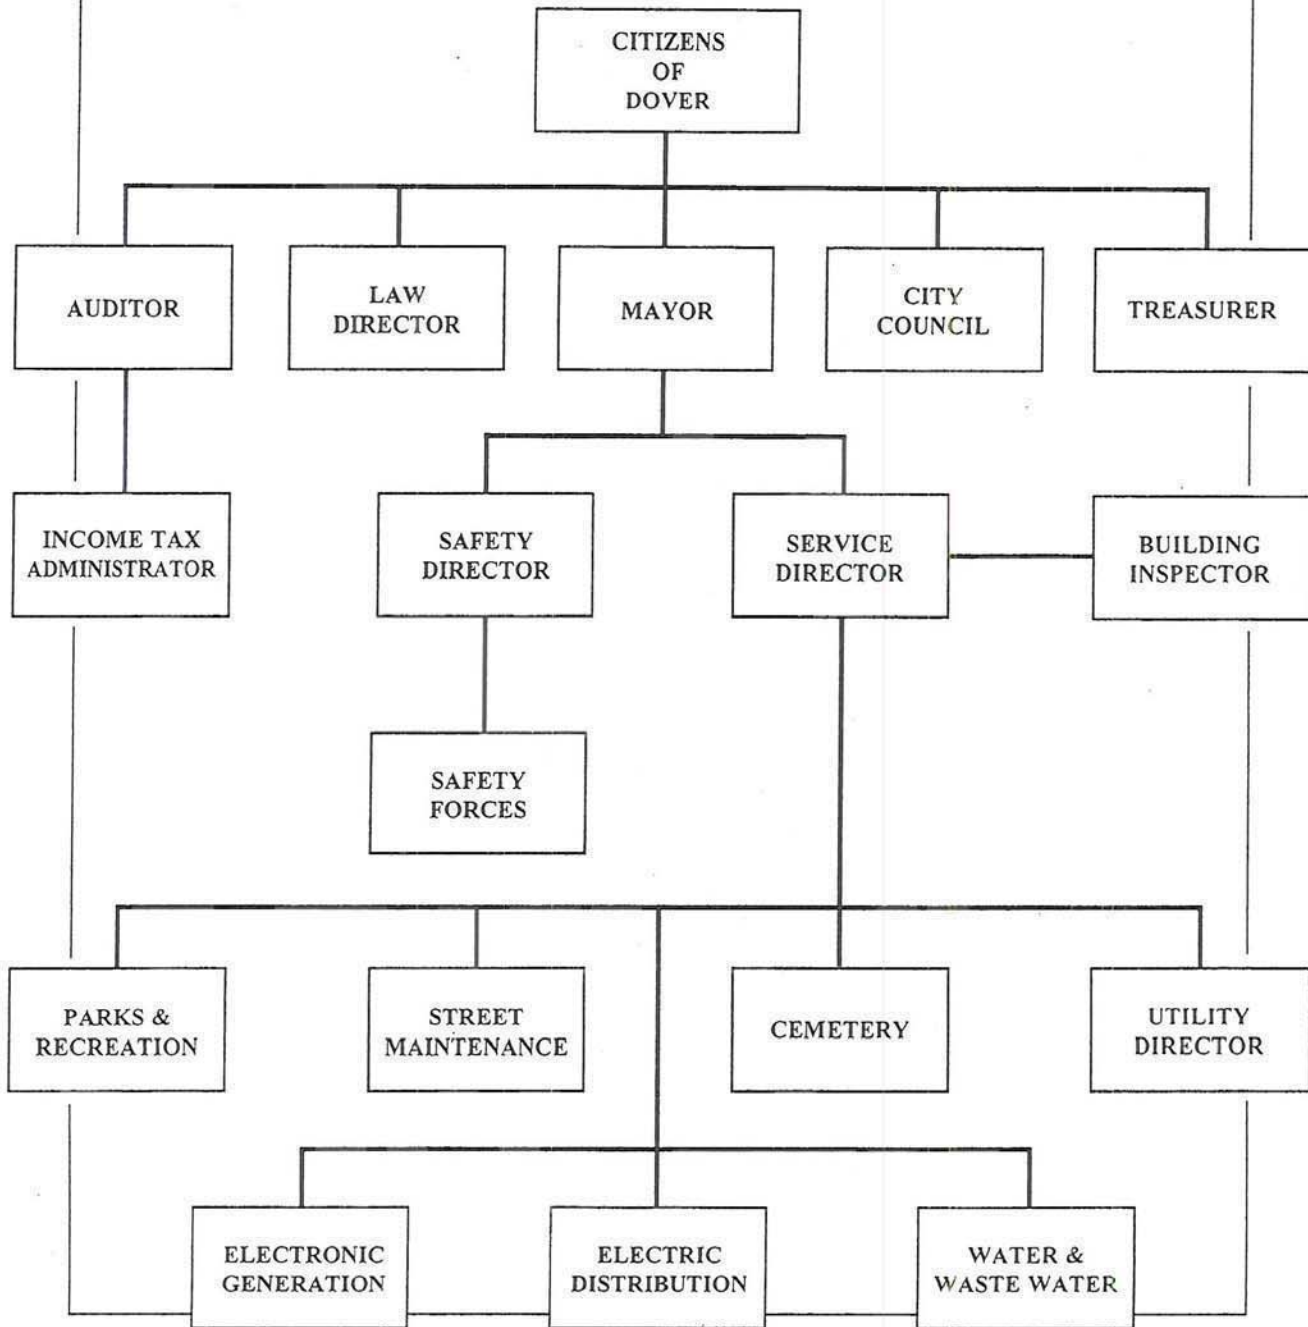 CITIZENS
OF
DOVER
AUDITOR
LAW
DIRECTOR
MAYOR
CITY
COUNCIL
TREASURER
INCOME TAX
ADMINISTRATOR
SAFETY
DIRECTOR
SERVICE
DIRECTOR
BUILDING
INSPECTOR
SAFETY
FORCES
PARKS &
RECREATION
STREET
MAINTENANCE
CEMETERY
UTILITY
DIRECTOR
ELECTRONIC
GENERATION
ELECTRIC
DISTRIBUTION
WATER &
WASTE WATER